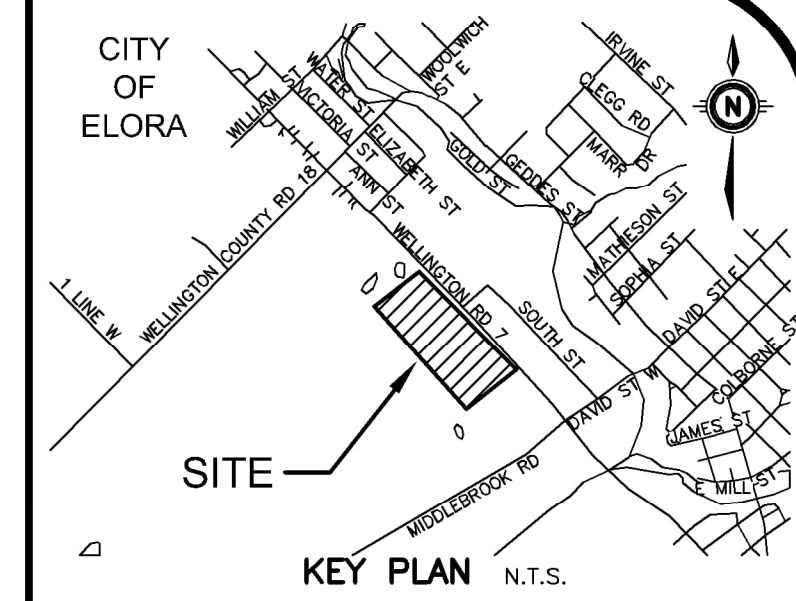 CITY
OF
ELORA
WILLIAM ST
WATER ST
VICTORIA ST
ELIZABETH ST
ANN ST
WOOLWICH
ST E
IRVINE ST
CLEGG RD
MARR DR
GOLD ST
GEDDES ST
N
MATHIESON ST
SOPHIA ST
WELLINGTON COUNTY RD 18
1 LINE W
WELLINGTON RD 7
SOUTH ST
DAVID ST E
DAVID ST W
COLBORNE ST
JAMES ST
E MILL ST
MIDDLEBROOK RD
SITE
KEY PLAN N.T.S.